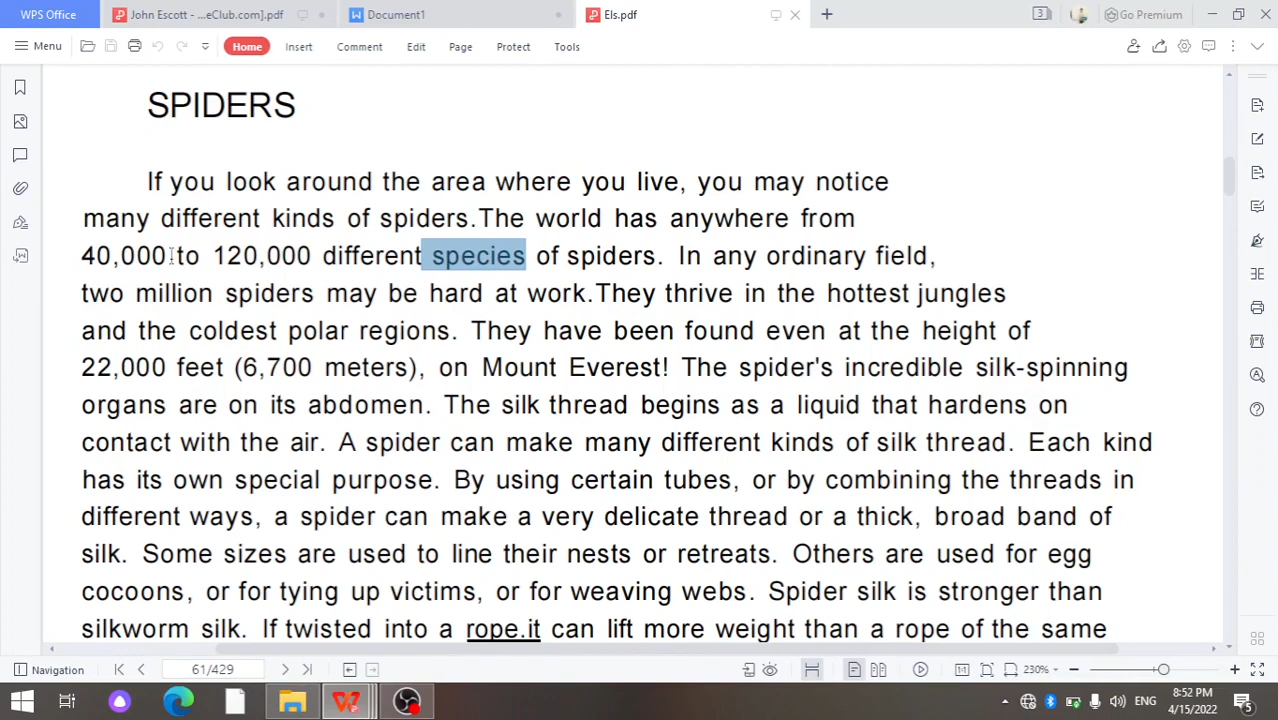 WPS Office
John Escott - ...eClub.com].pdf
Document1
Els.pdf
3
Go Premium
Menu
Home
Insert
Comment
Edit
Page
Protect
Tools
SPIDERS
If you look around the area where you live, you may notice
many different kinds of spiders.The world has anywhere from
40,000 to 120,000 different species of spiders. In any ordinary field,
two million spiders may be hard at work.They thrive in the hottest jungles
and the coldest polar regions. They have been found even at the height of
22,000 feet (6,700 meters), on Mount Everest! The spider's incredible silk-spinning
organs are on its abdomen. The silk thread begins as a liquid that hardens on
contact with the air. A spider can make many different kinds of silk thread. Each kind
has its own special purpose. By using certain tubes, or by combining the threads in
different ways, a spider can make a very delicate thread or a thick, broad band of
silk. Some sizes are used to line their nests or retreats. Others are used for egg
cocoons, or for tying up victims, or for weaving webs. Spider silk is stronger than
silkworm silk. If twisted into a rope.it can lift more weight than a rope of the same
Navigation
61/429
230%
ENG
8:52 PM
4/15/2022
5